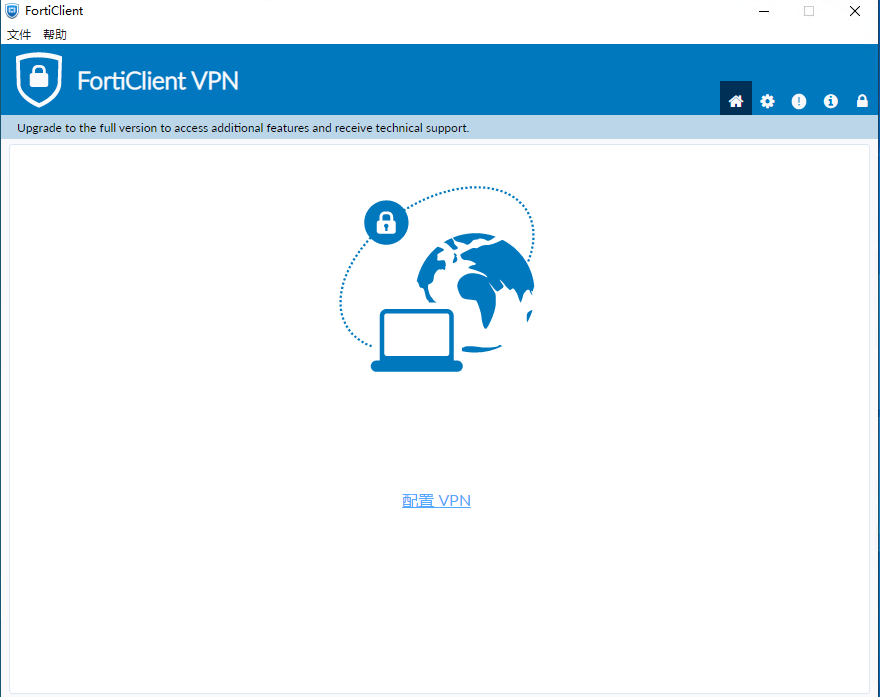 FortiClient
文件 帮助
FortiClient VPN
Upgrade to the full version to access additional features and receive technical support.
配置 VPN